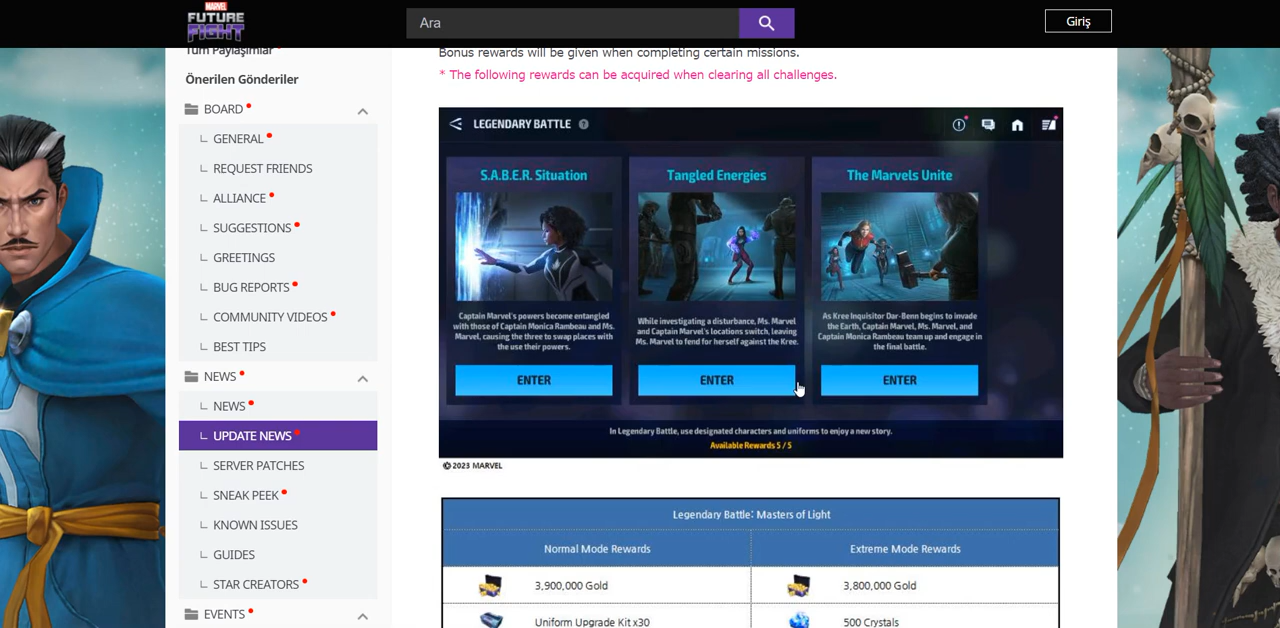 MARVEL
FUTURE
FIGHT
Ara
Giriş
Tüm Paylaşımlar
Önerilen Gönderiler
BOARD
GENERAL
REQUEST FRIENDS
ALLIANCE
SUGGESTIONS
GREETINGS
BUG REPORTS
COMMUNITY VIDEOS
BEST TIPS
NEWS
NEWS
UPDATE NEWS
SERVER PATCHES
SNEAK PEEK
KNOWN ISSUES
GUIDES
STAR CREATORS
EVENTS
Bonus rewards will be given when completing certain missions.
* The following rewards can be acquired when clearing all challenges.
LEGENDARY BATTLE ?
S.A.B.E.R. Situation
Captain Marvel's powers become entangled
with those of Captain Monica Rambeau and Ms.
Marvel, causing the three to swap places with
the use their powers.
ENTER
Tangled Energies
While investigating a disturbance, Ms. Marvel
and Captain Marvel's locations switch, leaving
Ms. Marvel to fend for herself against the Kree.
ENTER
The Marvels Unite
As Kree Inquisitor Dar-Benn begins to invade
the Earth, Captain Marvel, Ms. Marvel, and
Captain Monica Rambeau team up and engage in
the final battle.
ENTER
In Legendary Battle, use designated characters and uniforms to enjoy a new story.
Available Rewards 5 / 5
© 2023 MARVEL
Legendary Battle: Masters of Light
Normal Mode Rewards Extreme Mode Rewards
3,900,000 Gold 3,800,000 Gold
Uniform Upgrade Kit x30 500 Crystals